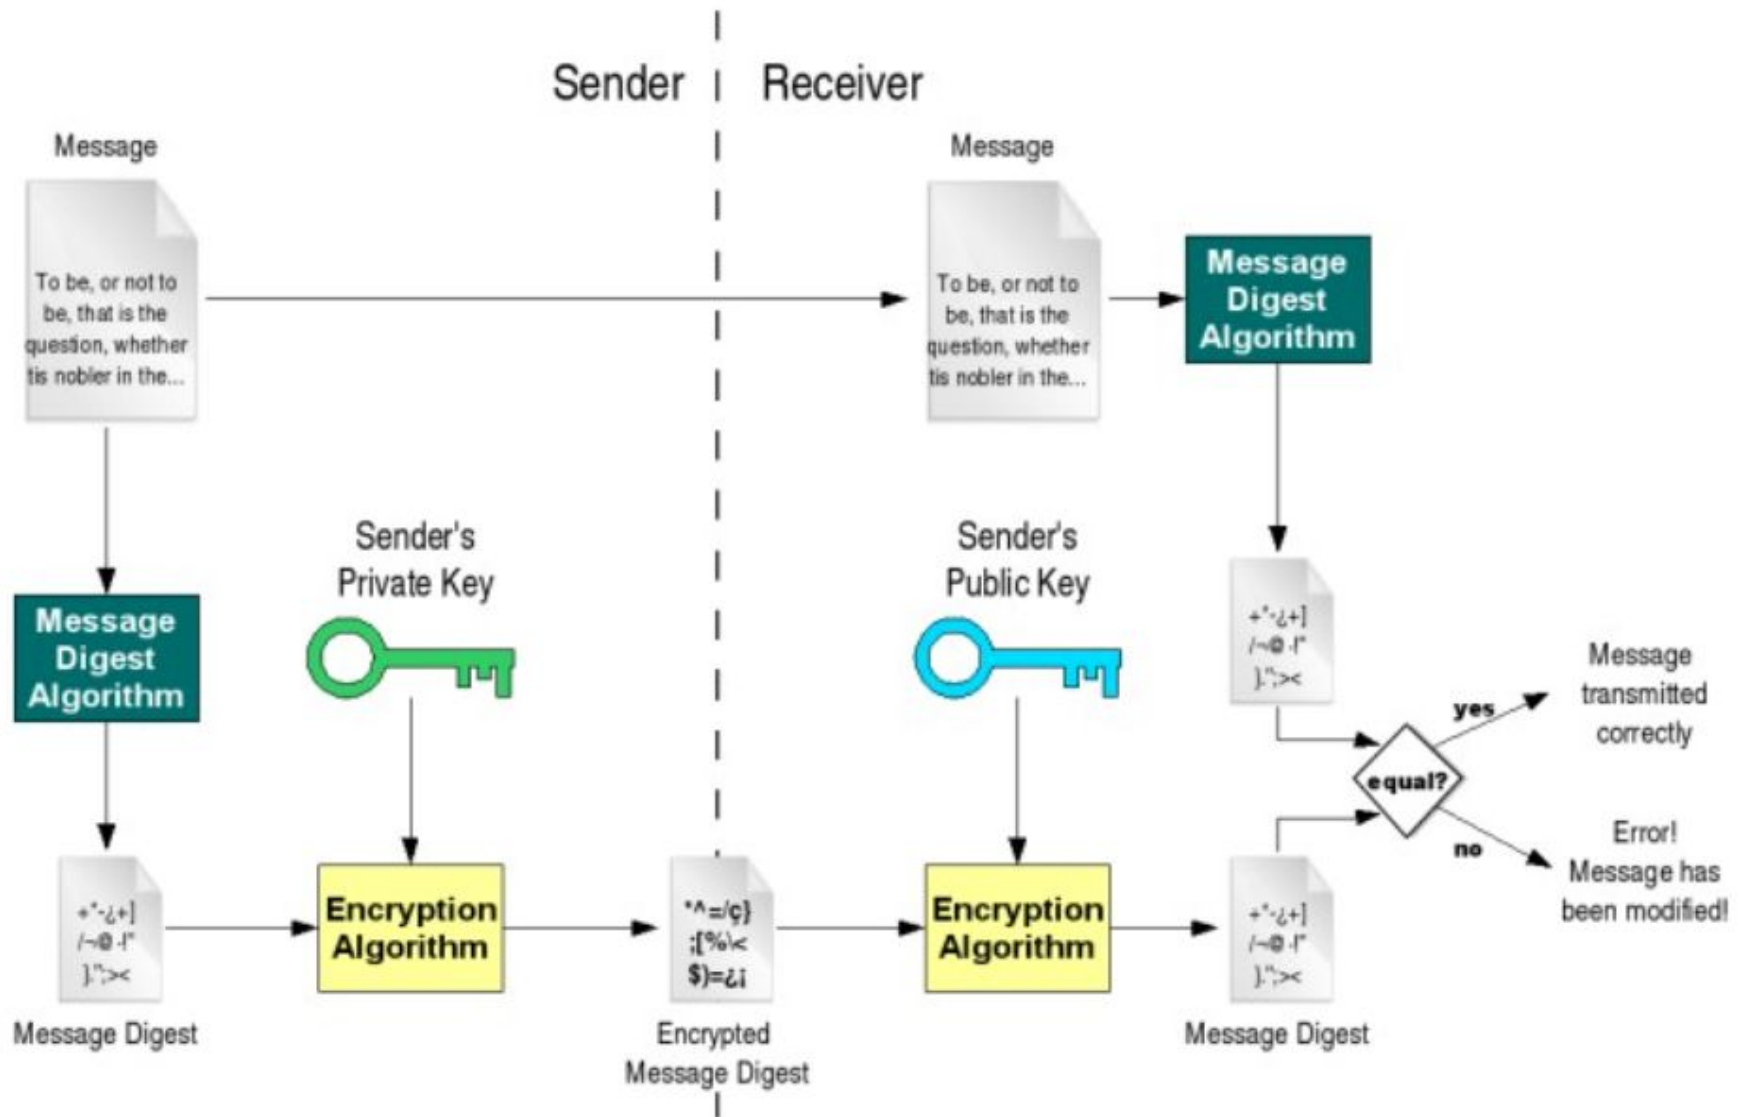 Sender
Receiver
Message
To be, or not to
be, that is the
question, whether
tis nobler in the...
Message
To be, or not to
be, that is the
question, whether
tis nobler in the...
Message
Digest
Algorithm
Sender's
Private Key
Sender's
Public Key
Message
Digest
Algorithm
+*-¿+]
/¬@-!"
}.";><
Message
transmitted
correctly
yes
equal?
no
Error!
Message has
been modified!
+*-¿+]
/¬@-!"
}.";><
Message Digest
Encryption
Algorithm
*^=/ç}
;[%\<
$)=¿¡
Encrypted
Message Digest
Encryption
Algorithm
+*-¿+]
/¬@-!"
}.";><
Message Digest